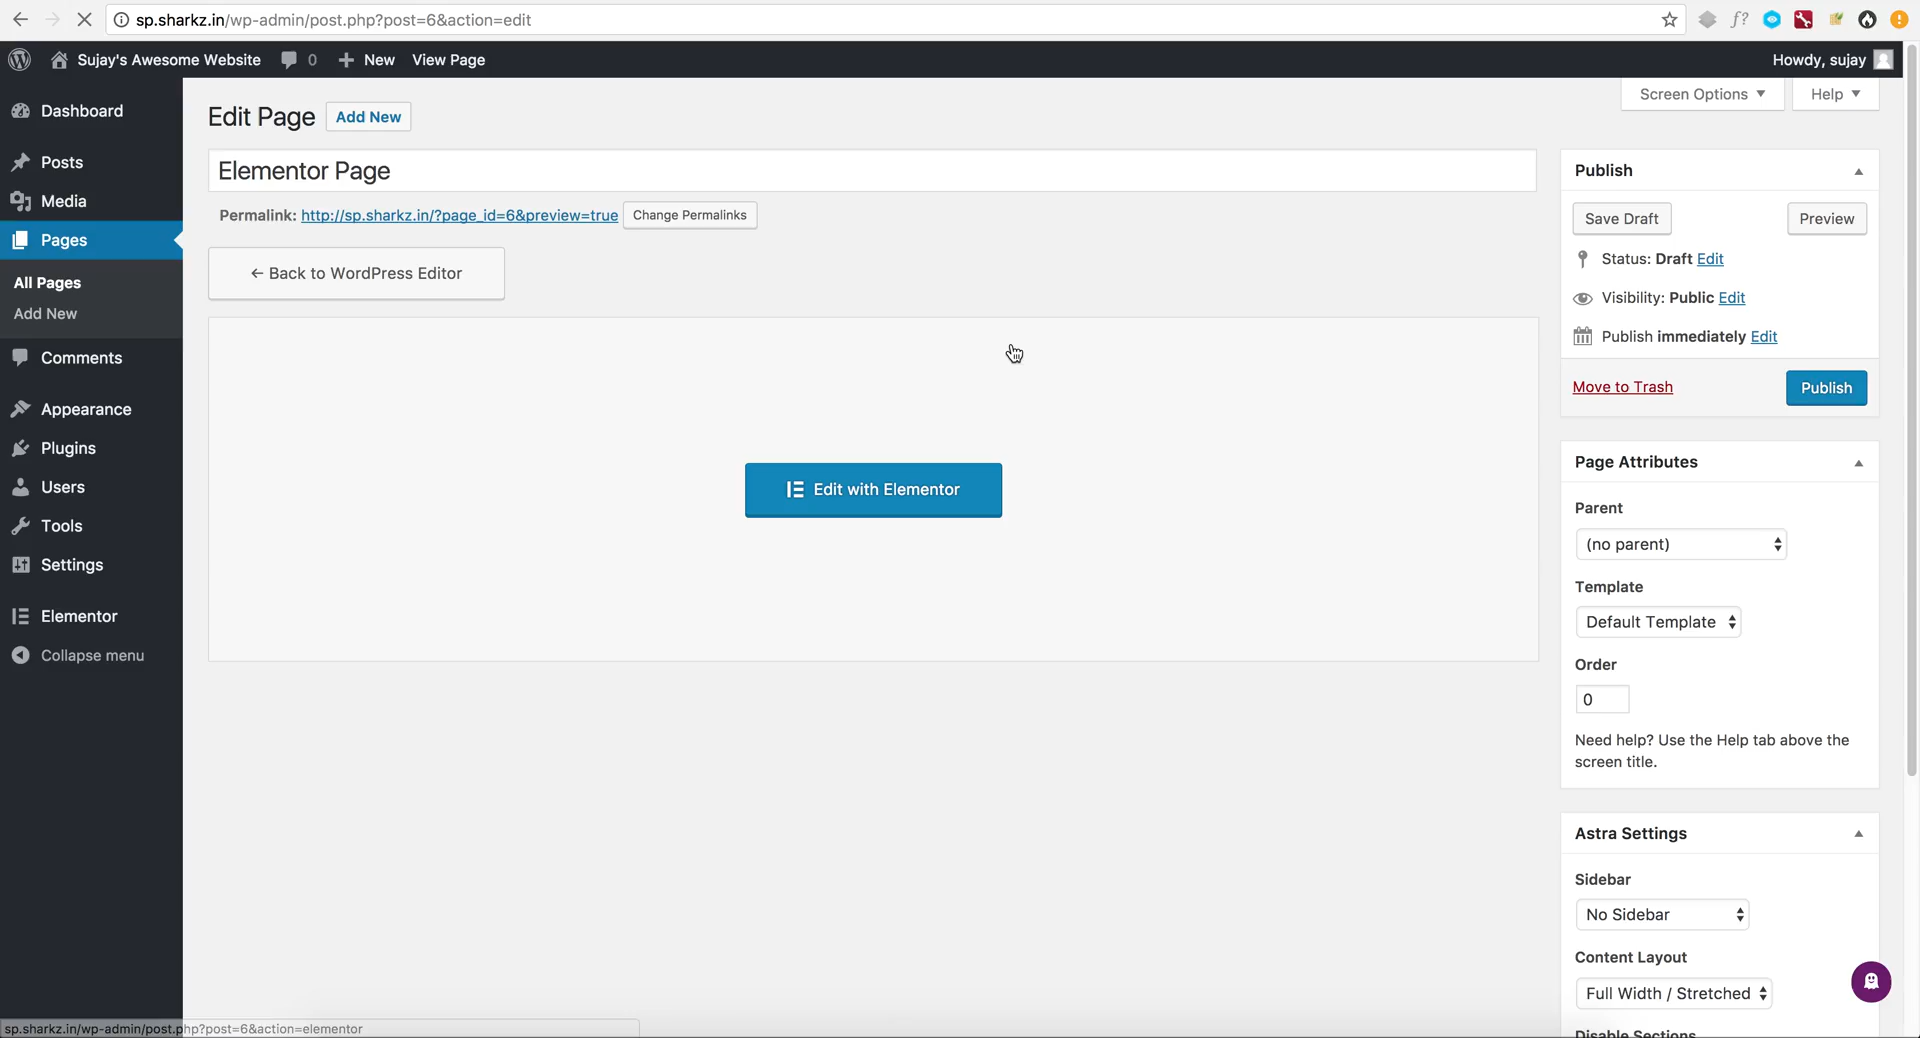 sp.sharkz.in/wp-admin/post.php?post=6&action=edit
f?
Sujay's Awesome Website 0 New View Page Howdy, sujay
Dashboard
Posts
Media
Pages
All Pages
Add New
Comments
Appearance
Plugins
Users
Tools
Settings
Elementor
Collapse menu
Screen Options Help
Edit Page Add New
Elementor Page
Permalink: http://sp.sharkz.in/?page_id=6&preview=true Change Permalinks
← Back to WordPress Editor
Edit with Elementor
Publish
Save Draft Preview
Status: Draft Edit
Visibility: Public Edit
Publish immediately Edit
Move to Trash Publish
Page Attributes
Parent
(no parent)
Template
Default Template
Order
0
Need help? Use the Help tab above the
screen title.
Astra Settings
Sidebar
No Sidebar
Content Layout
Full Width / Stretched
Disable Sections
sp.sharkz.in/wp-admin/post.php?post=6&action=elementor